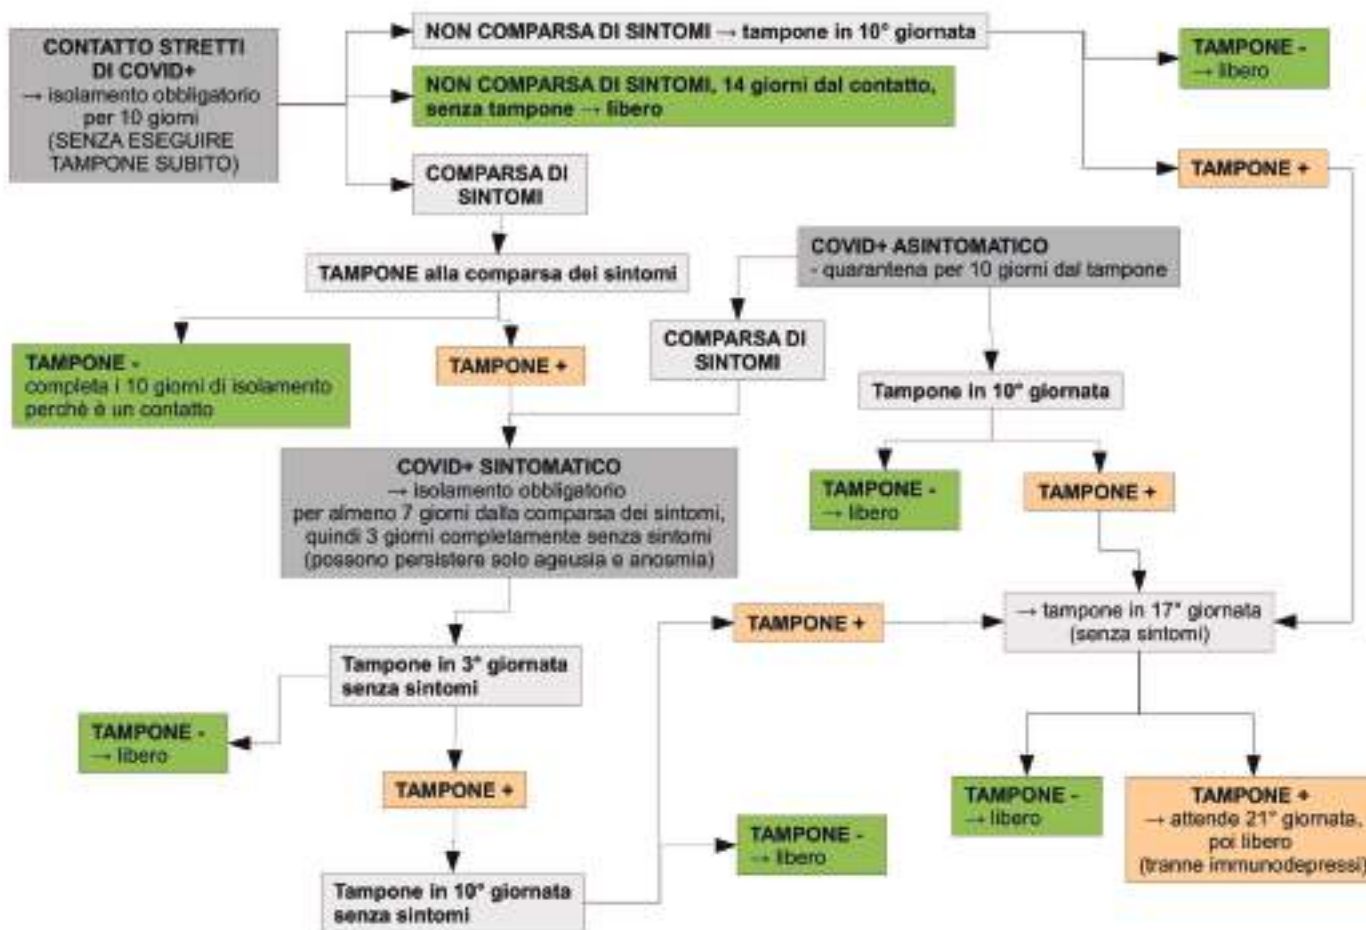 CONTATTO STRETTI
DI COVID+
→ isolamento obbligatorio
per 10 giorni
(SENZA ESEGUIRE
TAMPONE SUBITO)
NON COMPARSA DI SINTOMI → tampone in 10° giornata
NON COMPARSA DI SINTOMI, 14 giorni dal contatto,
senza tampone → libero
TAMPONE -
→ libero
TAMPONE +
COMPARSA DI
SINTOMI
TAMPONE alla comparsa dei sintomi
COVID+ ASINTOMATICO
- quarantena per 10 giorni dal tampone
COMPARSA DI
SINTOMI
TAMPONE -
completa i 10 giorni di isolamento
perchè è un contatto
TAMPONE +
Tampone in 10° giornata
COVID+ SINTOMATICO
→ isolamento obbligatorio
per almeno 7 giorni dalla comparsa dei sintomi,
quindi 3 giorni completamente senza sintomi
(possono persistere solo ageusia e anosmia)
TAMPONE -
→ libero
TAMPONE +
→ tampone in 17° giornata
(senza sintomi)
TAMPONE +
Tampone in 3° giornata
senza sintomi
TAMPONE -
→ libero
TAMPONE +
TAMPONE -
→ libero
TAMPONE +
→ attende 21° giornata,
poi libero
(tranne immunodepressi)
TAMPONE -
→ libero
Tampone in 10° giornata
senza sintomi